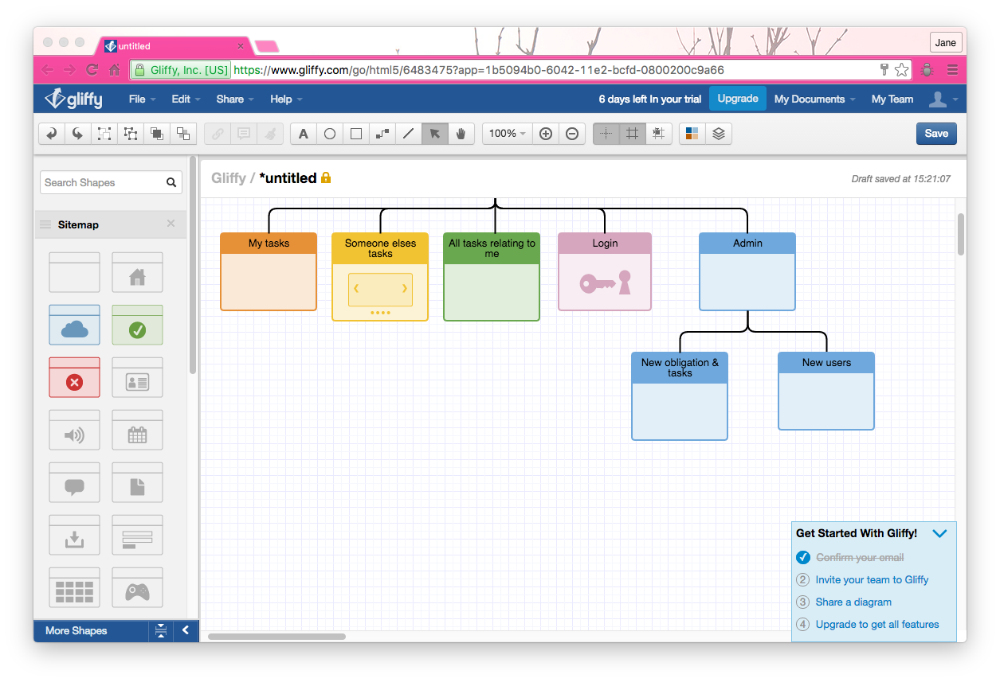 untitled
Jane
Gliffy, Inc. [US] https://www.gliffy.com/go/html5/6483475?app=1b5094b0-6042-11e2-bcfd-0800200c9a66
gliffy File Edit Share Help 6 days left In your trial Upgrade My Documents My Team
A 100% Save
Search Shapes
Gliffy / *untitled
Draft saved at 15:21:07
Sitemap
My tasks
Someone elses
tasks
All tasks relating to
me
Login
Admin
New obligation &
tasks
New users
Get Started With Gliffy!
Confirm your email
2 Invite your team to Gliffy
3 Share a diagram
4 Upgrade to get all features
More Shapes